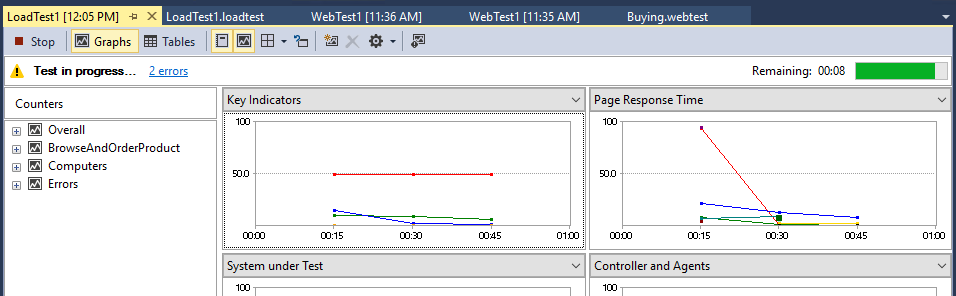 LoadTest1 [12:05 PM] LoadTest1.loadtest WebTest1 [11:36 AM] WebTest1 [11:35 AM] Buying.webtest
Stop Graphs Tables
Test in progress... 2 errors Remaining: 00:08
Counters
Overall
BrowseAndOrderProduct
Computers
Errors
Key Indicators
100
50.0
00:00 00:15 00:30 00:45 01:00
Page Response Time
100
50.0
00:00 00:15 00:30 00:45 01:00
System under Test
100
Controller and Agents
100